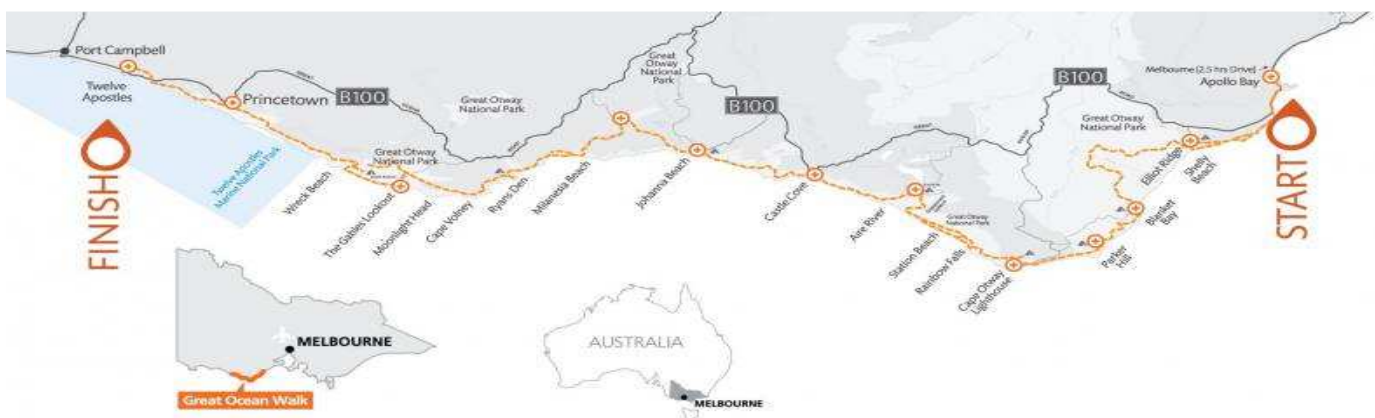 Port Campbell
Twelve
Apostles
FINISH
Twelve Apostles
Marine National Park
Princetown
B100
GREAT
OCEAN
ROAD
Great Otway
National Park
Great Otway
National Park
Wreck Beach
The Gables Lookout
Moonlight Head
Cape Volney
Ryans Den
Milanesia Beach
Great
Otway
National
Park
Johanna Beach
B100
Castle Cove
Aire River
Great Otway
National Park
Station Beach
Rainbow Falls
Cape Otway
Lighthouse
Parker
Hill
Blanket
Bay
B100
Great Otway
National Park
Elliot Ridge
Shelly
Beach
Melbourne (2.5 hrs Drive)
Apollo Bay
START
MELBOURNE
Great Ocean Walk
AUSTRALIA
MELBOURNE